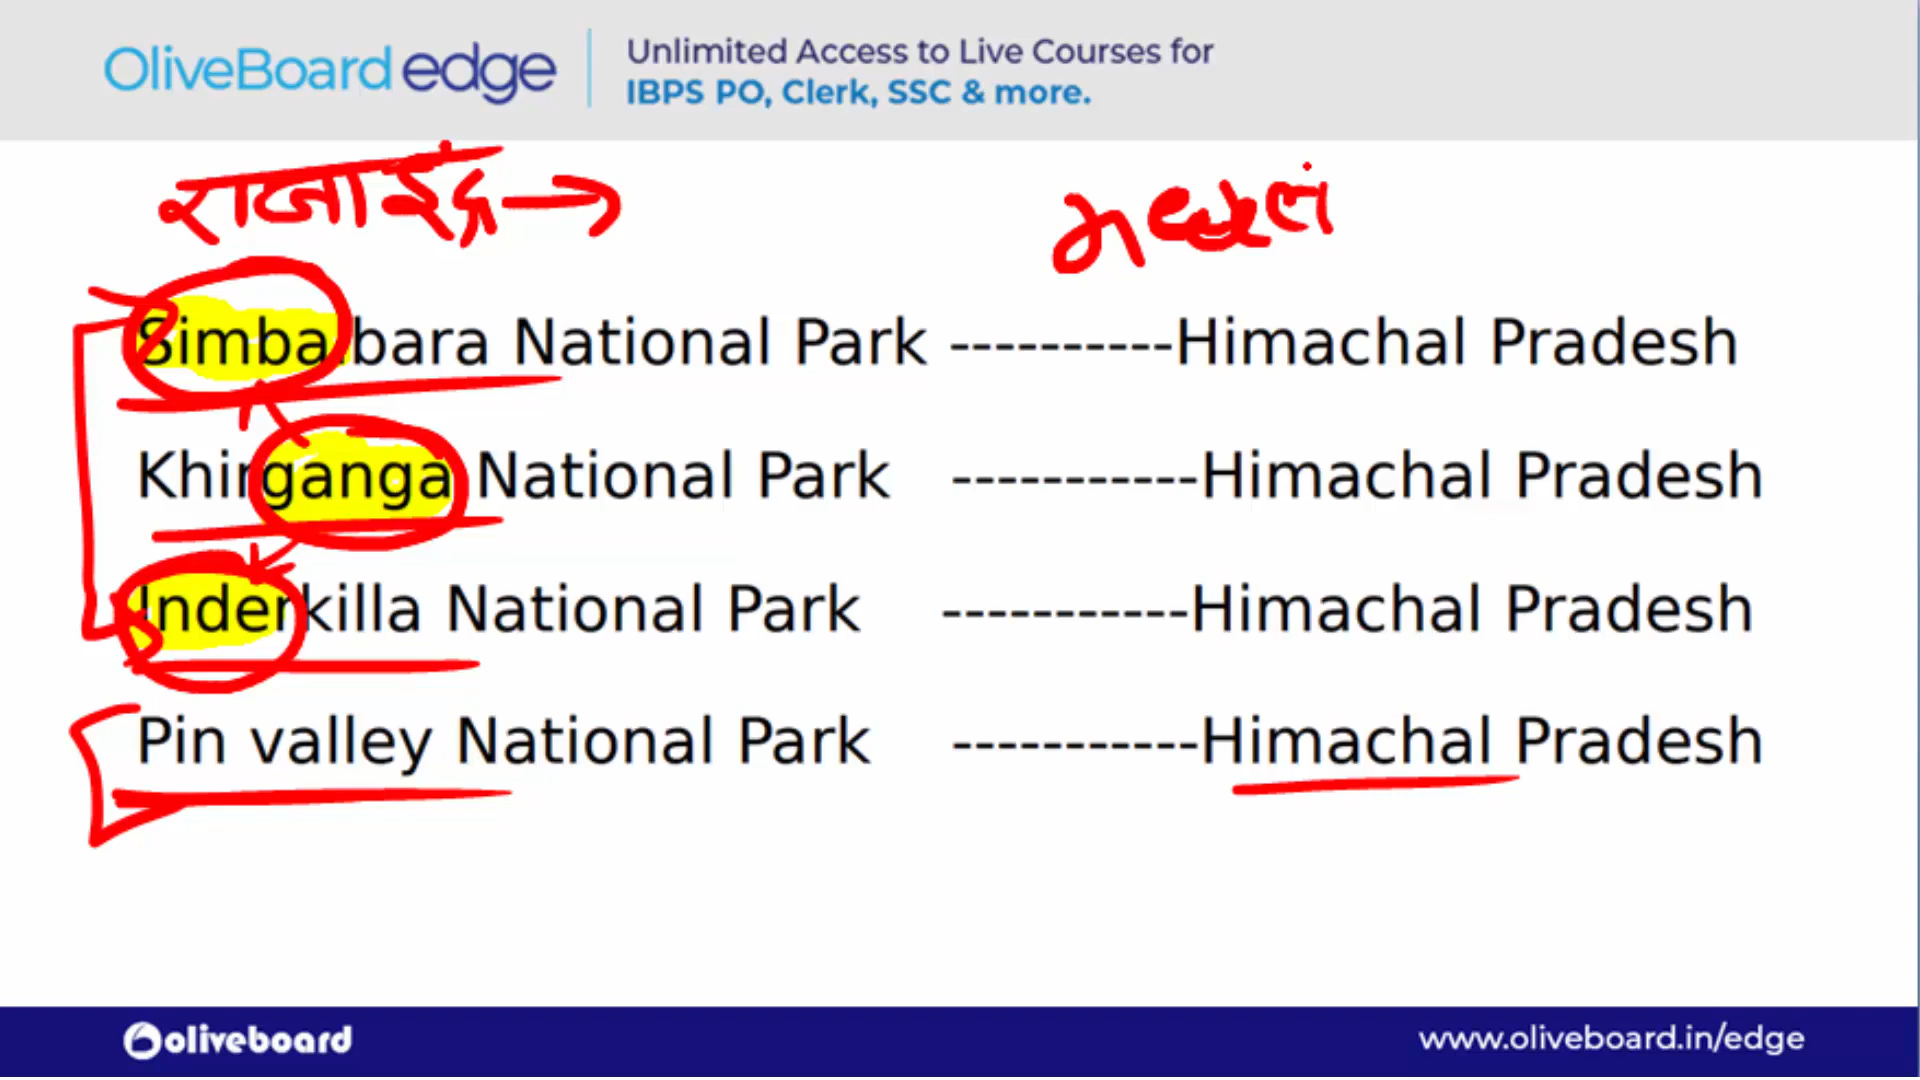 OliveBoard edge
Unlimited Access to Live Courses for
IBPS PO, Clerk, SSC & more.
राजा इंद्र →
Simbalbara National Park ----------Himachal Pradesh
Khirganga National Park -----------Himachal Pradesh
Inderkilla National Park -----------Himachal Pradesh
Pin valley National Park -----------Himachal Pradesh
oliveboard www.oliveboard.in/edge